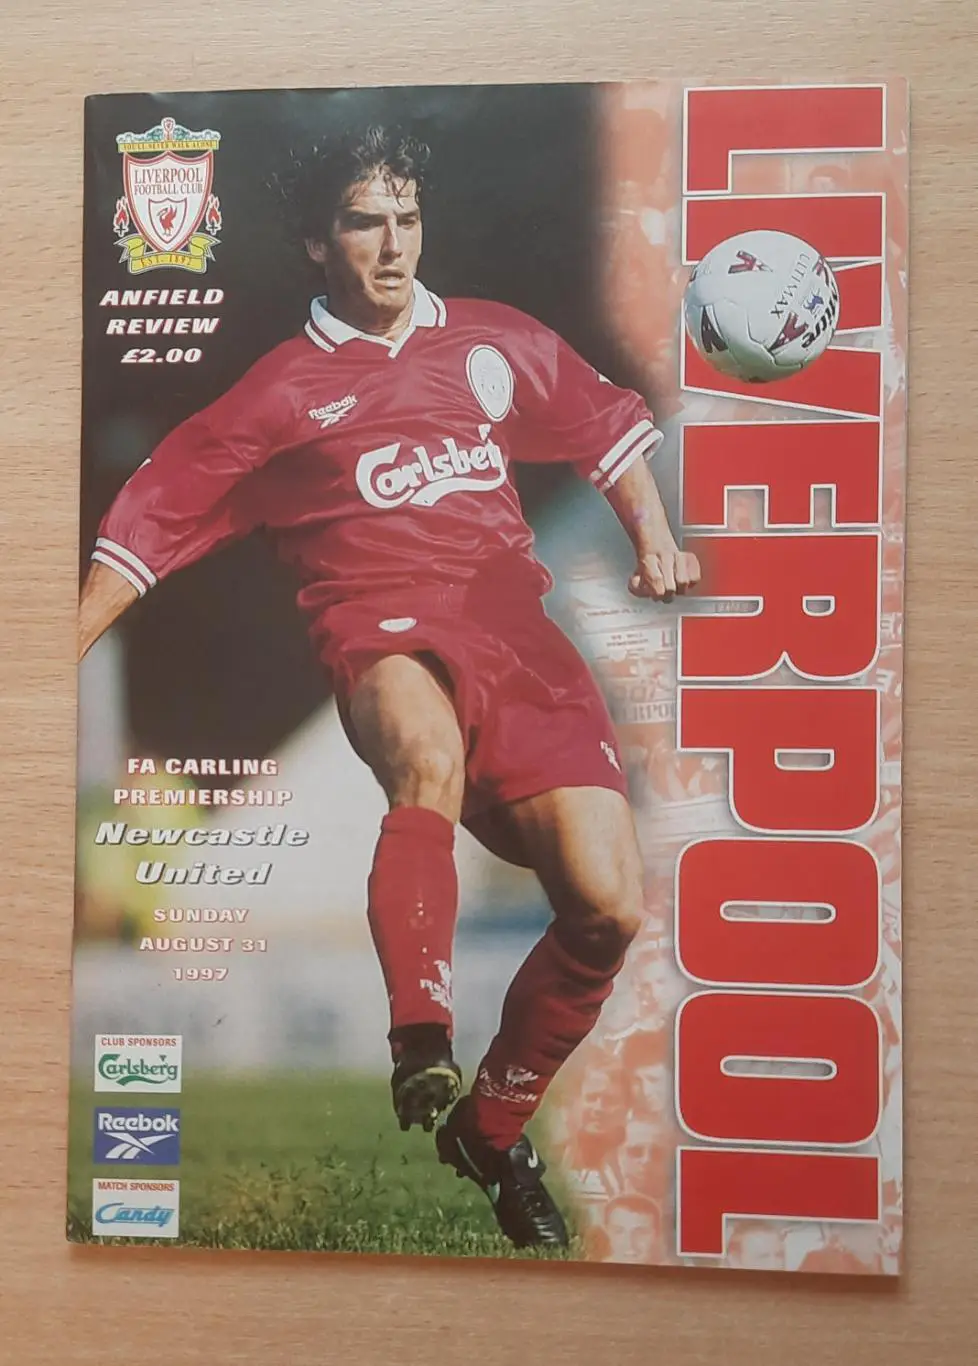 YOU'LL NEVER WALK ALONE
LIVERPOOL
FOOTBALL CLUB
EST. 1892
ANFIELD
REVIEW
£2.00
LIVERPOOL
ULTIMAX
mitre
Reebok
Carlsberg
FA CARLING
PREMIERSHIP
Newcastle
United
SUNDAY
AUGUST 31
1997
CLUB SPONSORS
Carlsberg
Reebok
MATCH SPONSORS
Candy